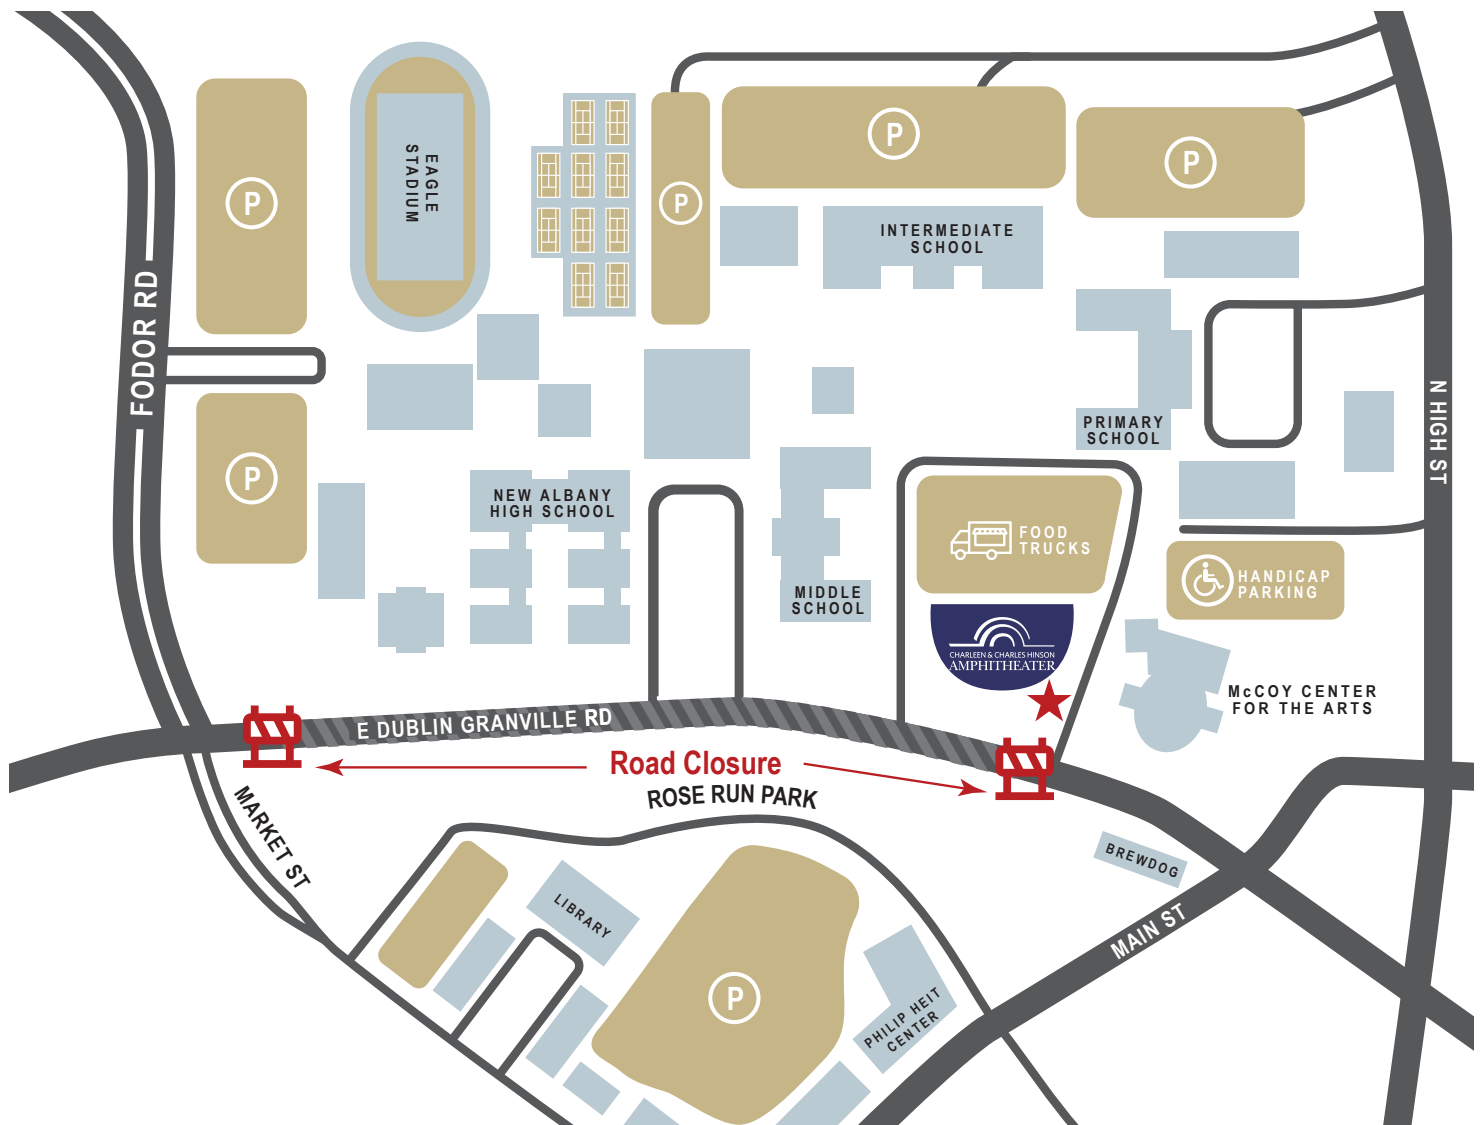 P
P
P
P
P
EAGLE
STADIUM
INTERMEDIATE
SCHOOL
FODOR RD
N HIGH ST
PRIMARY
SCHOOL
P
NEW ALBANY
HIGH SCHOOL
FOOD
TRUCKS
HANDICAP
PARKING
MIDDLE
SCHOOL
CHARLEEN & CHARLES HINSON
AMPHITHEATER
McCOY CENTER
FOR THE ARTS
E DUBLIN GRANVILLE RD
Road Closure
ROSE RUN PARK
MARKET ST
BREWDOG
LIBRARY
MAIN ST
P
PHILIP HEIT
CENTER